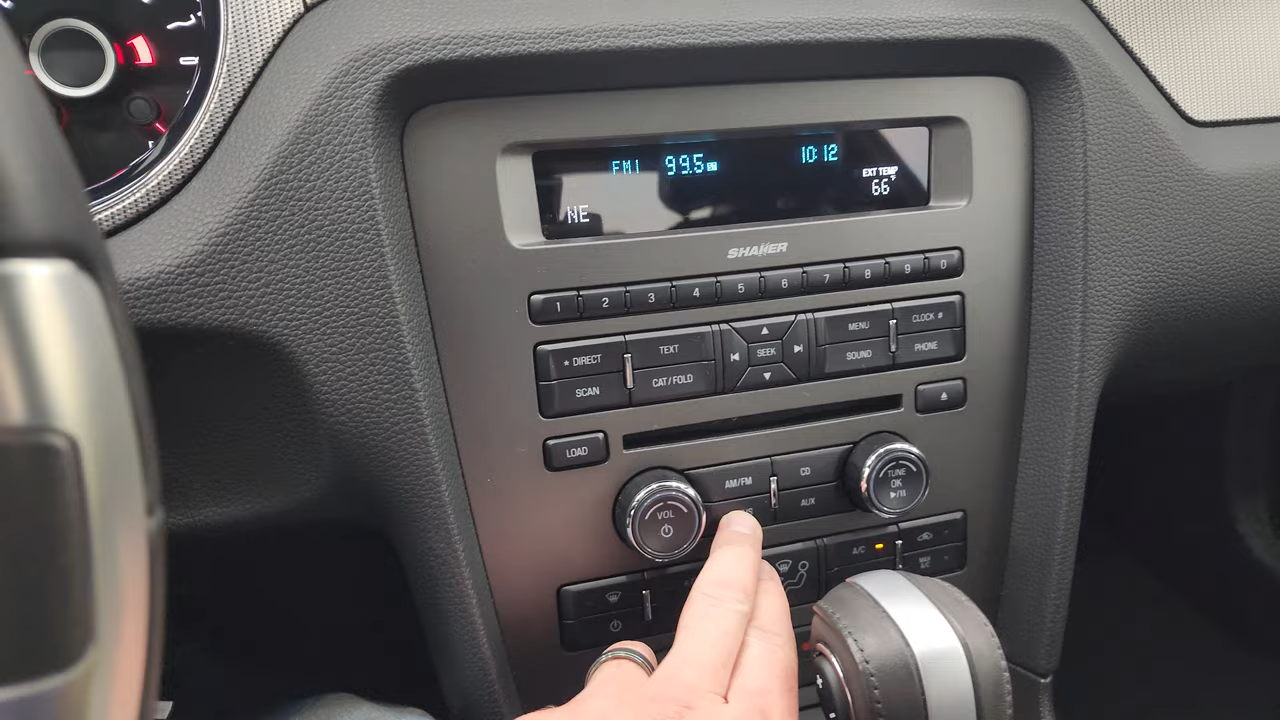 FM1 99.5 10:12
EXT TEMP
66°F
NE
SHAKER
1 2 3 4 5 6 7 8 9 0
* DIRECT TEXT SEEK MENU CLOCK #
SCAN CAT/FOLD SOUND PHONE
LOAD
AM/FM CD
AUX
VOL
TUNE
OK
A/C